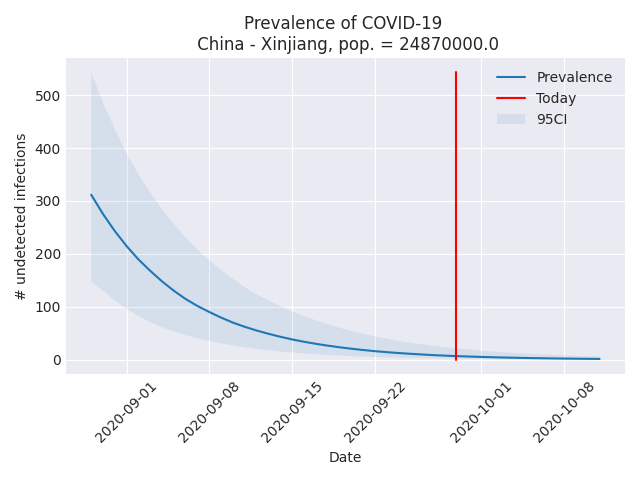 Prevalence of COVID-19
China - Xinjiang, pop. = 24870000.0
Prevalence
Today
95CI
# undetected infections
500
400
300
200
100
0
2020-09-01
2020-09-08
2020-09-15
2020-09-22
2020-10-01
2020-10-08
Date